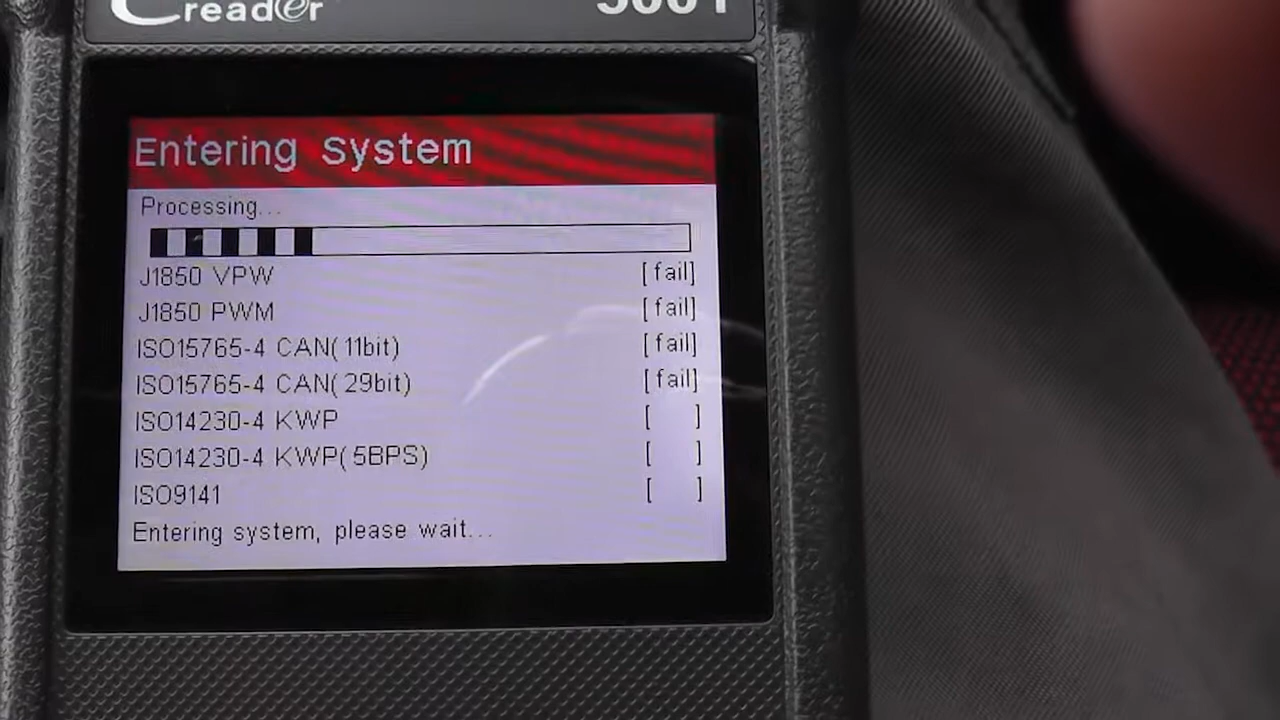 Creader
Entering System
Processing...
J1850 VPW [fail]
J1850 PWM [fail]
ISO15765-4 CAN(11bit) [fail]
ISO15765-4 CAN(29bit) [fail]
ISO14230-4 KWP [ ]
ISO14230-4 KWP(5BPS) [ ]
ISO9141 [ ]
Entering system, please wait...